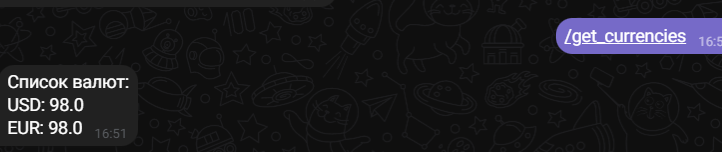 /get_currencies
Список валют:
USD: 98.0
EUR: 98.0 16:51